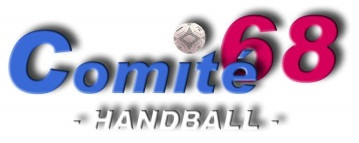 Comité 68
- HANDBALL -